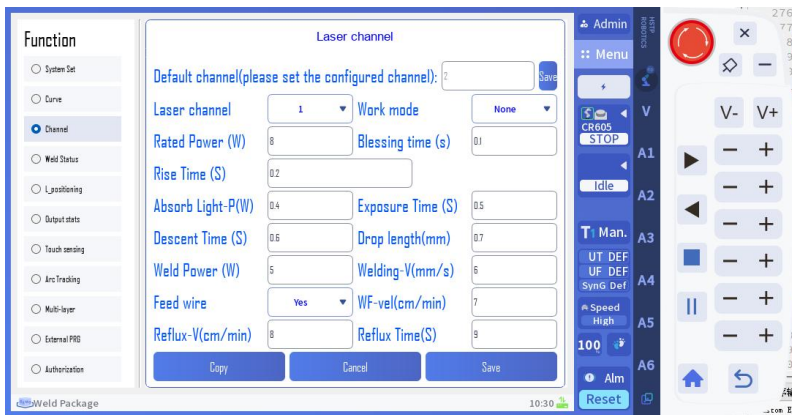 Function
System Set
Curve
Channel
Weld Status
L_positioning
Output stats
Touch sensing
Arc Tracking
Multi-layer
External PRG
Authorization
Laser channel
Default channel(please set the configured channel): 2 Save
Laser channel 1 Work mode None
Rated Power (W) 8 Blessing time (s) 0.1
Rise Time (S) 0.2
Absorb Light-P(W) 0.4 Exposure Time (S) 0.5
Descent Time (S) 0.6 Drop length(mm) 0.7
Weld Power (W) 5 Welding-V(mm/s) 6
Feed wire Yes WF-vel(cm/min) 7
Reflux-V(cm/min) 8 Reflux Time(S) 9
Copy Cancel Save
Weld Package 10:30
Admin
Menu
CR605
STOP
Idle
T1 Man.
UT DEF
UF DEF
SynG Def
Speed
High
100
Alm
Reset
HSTP
ROBOTICS
V
A1
A2
A3
A4
A5
A6
V- V+
- +
- +
- +
- +
- +
- +
276
.com